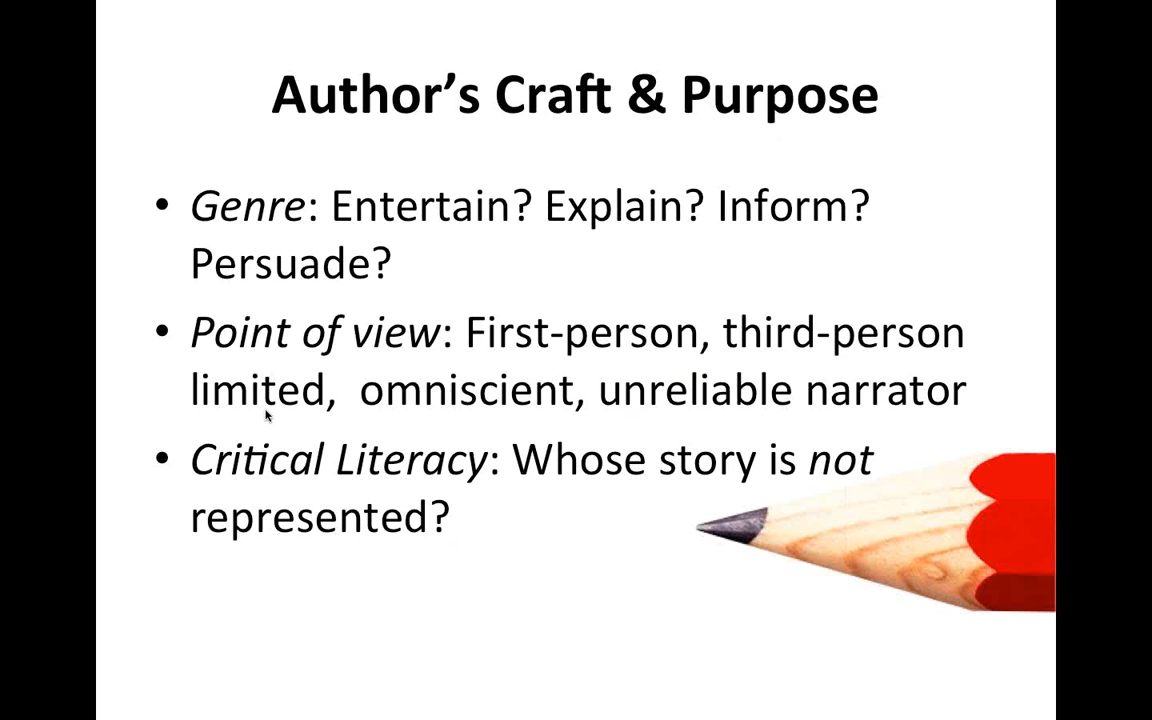 Author’s Craft & Purpose
• Genre: Entertain? Explain? Inform?
Persuade?
• Point of view: First-person, third-person
limited,  omniscient, unreliable narrator
• Critical Literacy: Whose story is not
represented?